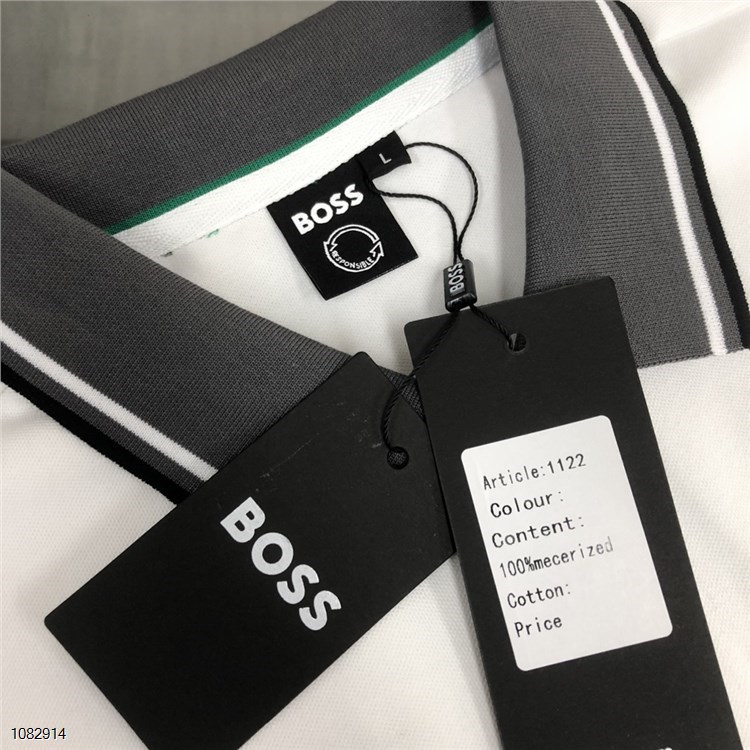 L
BOSS
RESPONSIBLE
BOSS
BOSS
Article:1122
Colour:
Content:
100%mecerized
Cotton:
Price
1082914